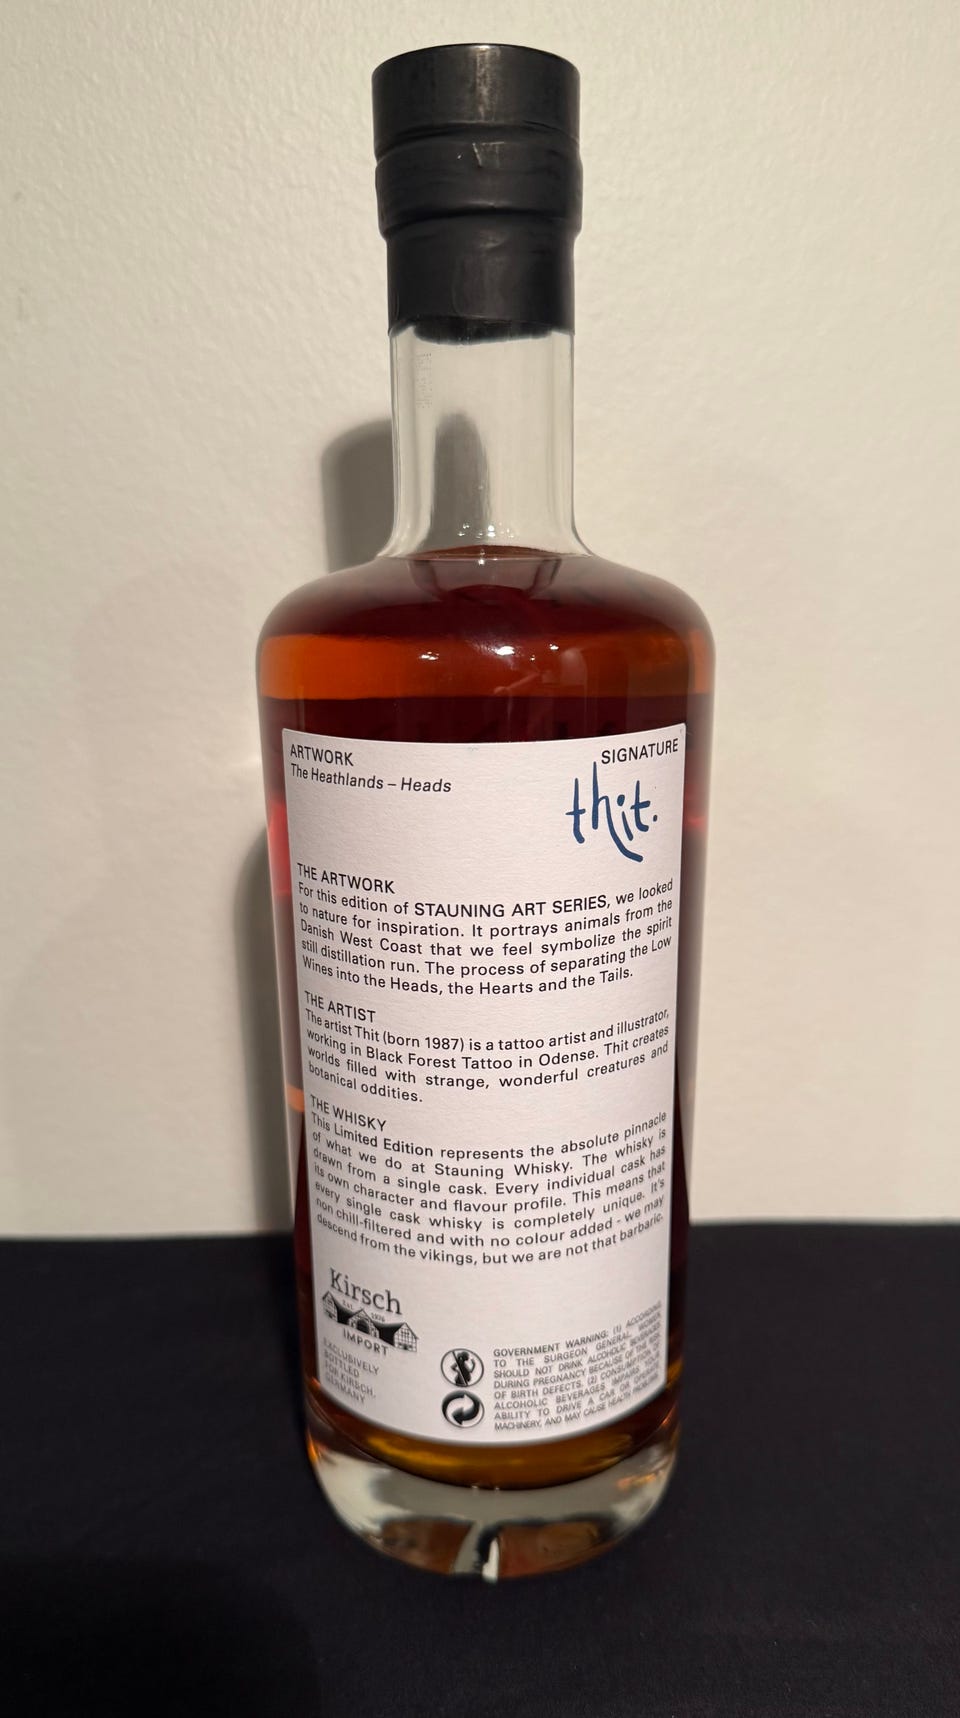 ARTWORK
The Heathlands – Heads
SIGNATURE
thit.
THE ARTWORK
For this edition of STAUNING ART SERIES, we looked
to nature for inspiration. It portrays animals from the
Danish West Coast that we feel symbolize the spirit
still distillation run. The process of separating the Low
Wines into the Heads, the Hearts and the Tails.
THE ARTIST
The artist Thit (born 1987) is a tattoo artist and illustrator,
working in Black Forest Tattoo in Odense. Thit creates
worlds filled with strange, wonderful creatures and
botanical oddities.
THE WHISKY
This Limited Edition represents the absolute pinnacle
of what we do at Stauning Whisky. The whisky is
drawn from a single cask. Every individual cask has
its own character and flavour profile. This means that
every single cask whisky is completely unique. It's
non chill-filtered and with no colour added - we may
descend from the vikings, but we are not that barbaric.
Kirsch
EST. 1976
IMPORT
EXCLUSIVELY
BOTTLED
FOR KIRSCH,
GERMANY
GOVERNMENT WARNING: (1) ACCORDING
TO THE SURGEON GENERAL, WOMEN
SHOULD NOT DRINK ALCOHOLIC BEVERAGES
DURING PREGNANCY BECAUSE OF THE RISK
OF BIRTH DEFECTS. (2) CONSUMPTION OF
ALCOHOLIC BEVERAGES IMPAIRS YOUR
ABILITY TO DRIVE A CAR OR OPERATE
MACHINERY, AND MAY CAUSE HEALTH PROBLEMS.